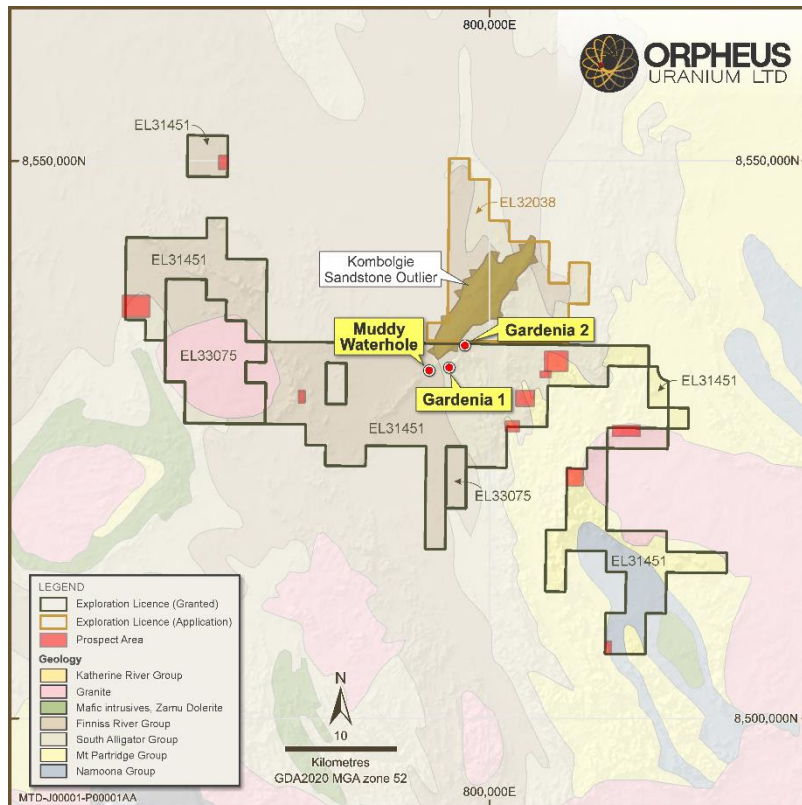 800,000E
ORPHEUS
URANIUM LTD
EL31451
8,550,000N
8,550,000N
EL32038
Kombolgie
Sandstone Outlier
EL31451
Muddy
Waterhole
Gardenia 2
EL33075
EL31451
Gardenia 1
EL31451
EL33075
EL31451
LEGEND
Exploration Licence (Granted)
Exploration Licence (Application)
Prospect Area
Geology
Katherine River Group
Granite
Mafic intrusives, Zamu Dolerite
Finniss River Group
South Alligator Group
Mt Partridge Group
Namoona Group
N
10
Kilometres
GDA2020 MGA zone 52
8,500,000N
MTD-J00001-P00001AA
800,000E